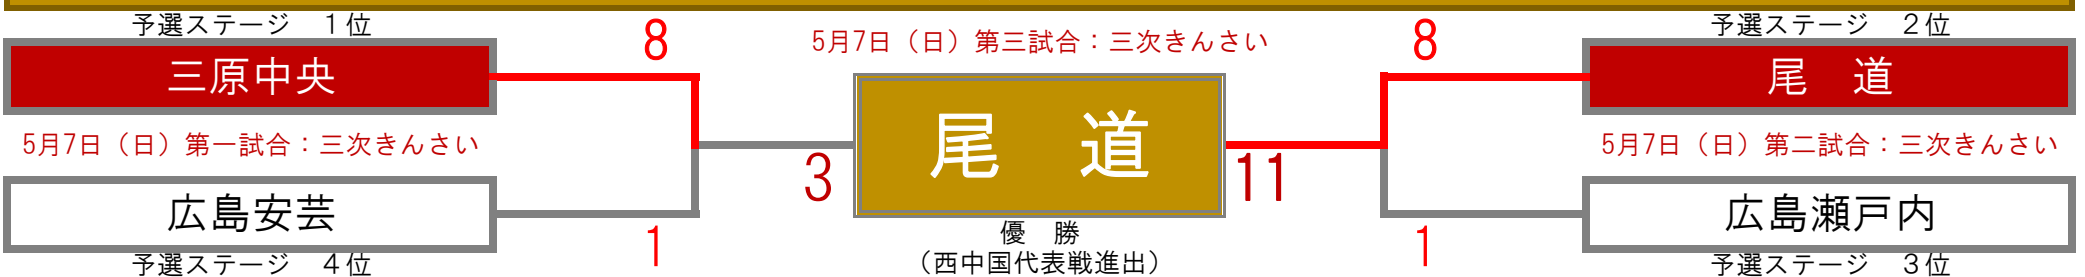 予選ステージ　1位
三原中央
8
5月7日（日）第一試合：三次きんさい
広島安芸
予選ステージ　4位
1
5月7日（日）第三試合：三次きんさい
3
尾　道
11
優　勝
（西中国代表戦進出）
予選ステージ　2位
8
尾　道
5月7日（日）第二試合：三次きんさい
広島瀬戸内
1
予選ステージ　3位